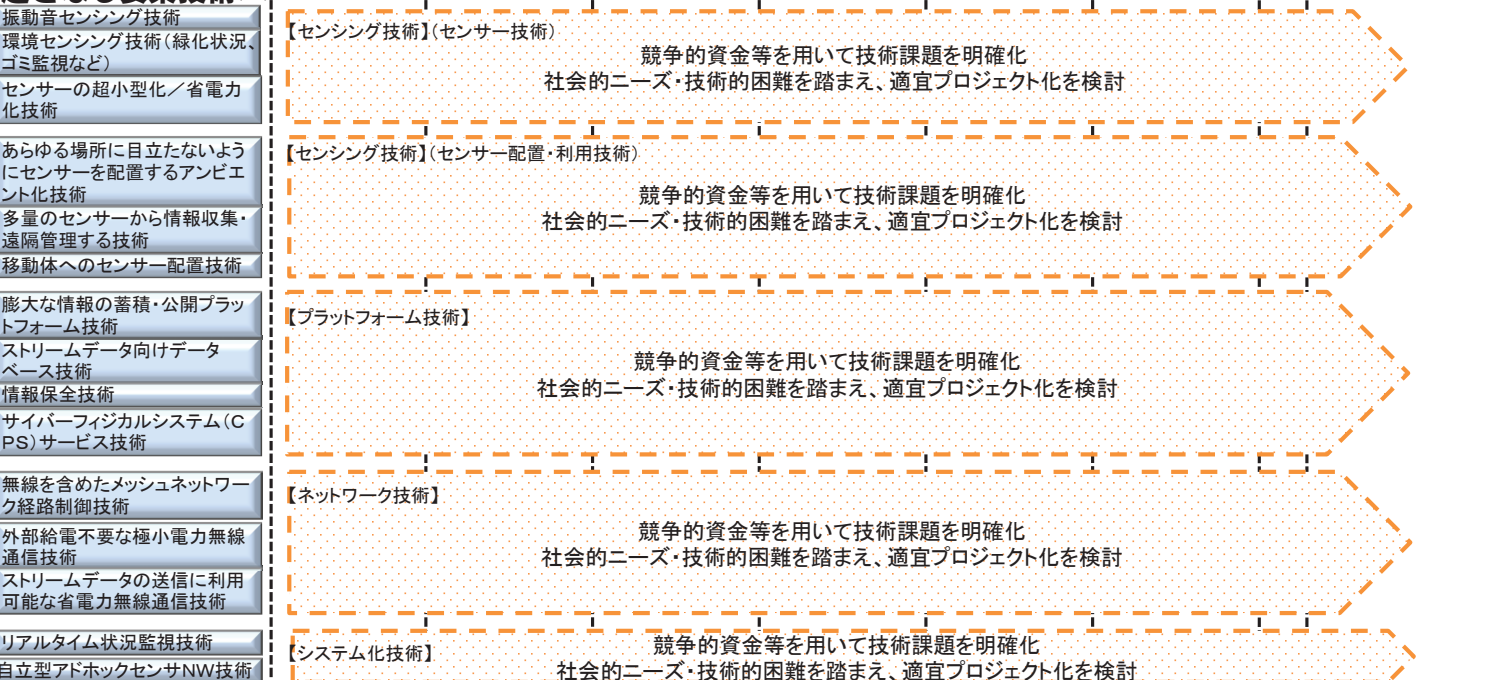 振動音センシング技術
環境センシング技術(緑化状況、
ゴミ監視など)
センサーの超小型化/省電力
化技術
【センシング技術】(センサー技術)
競争的資金等を用いて技術課題を明確化
社会的ニーズ・技術的困難を踏まえ、適宜プロジェクト化を検討
あらゆる場所に目立たないよう
にセンサーを配置するアンビエ
ント化技術
多量のセンサーから情報収集・
遠隔管理する技術
移動体へのセンサー配置技術
【センシング技術】(センサー配置・利用技術)
競争的資金等を用いて技術課題を明確化
社会的ニーズ・技術的困難を踏まえ、適宜プロジェクト化を検討
膨大な情報の蓄積・公開プラッ
トフォーム技術
ストリームデータ向けデータ
ベース技術
情報保全技術
サイバーフィジカルシステム(C
PS)サービス技術
【プラットフォーム技術】
競争的資金等を用いて技術課題を明確化
社会的ニーズ・技術的困難を踏まえ、適宜プロジェクト化を検討
無線を含めたメッシュネットワー
ク経路制御技術
外部給電不要な極小電力無線
通信技術
ストリームデータの送信に利用
可能な省電力無線通信技術
【ネットワーク技術】
競争的資金等を用いて技術課題を明確化
社会的ニーズ・技術的困難を踏まえ、適宜プロジェクト化を検討
リアルタイム状況監視技術
自立型アドホックセンサNW技術
【システム化技術】
競争的資金等を用いて技術課題を明確化
社会的ニーズ・技術的困難を踏まえ、適宜プロジェクト化を検討